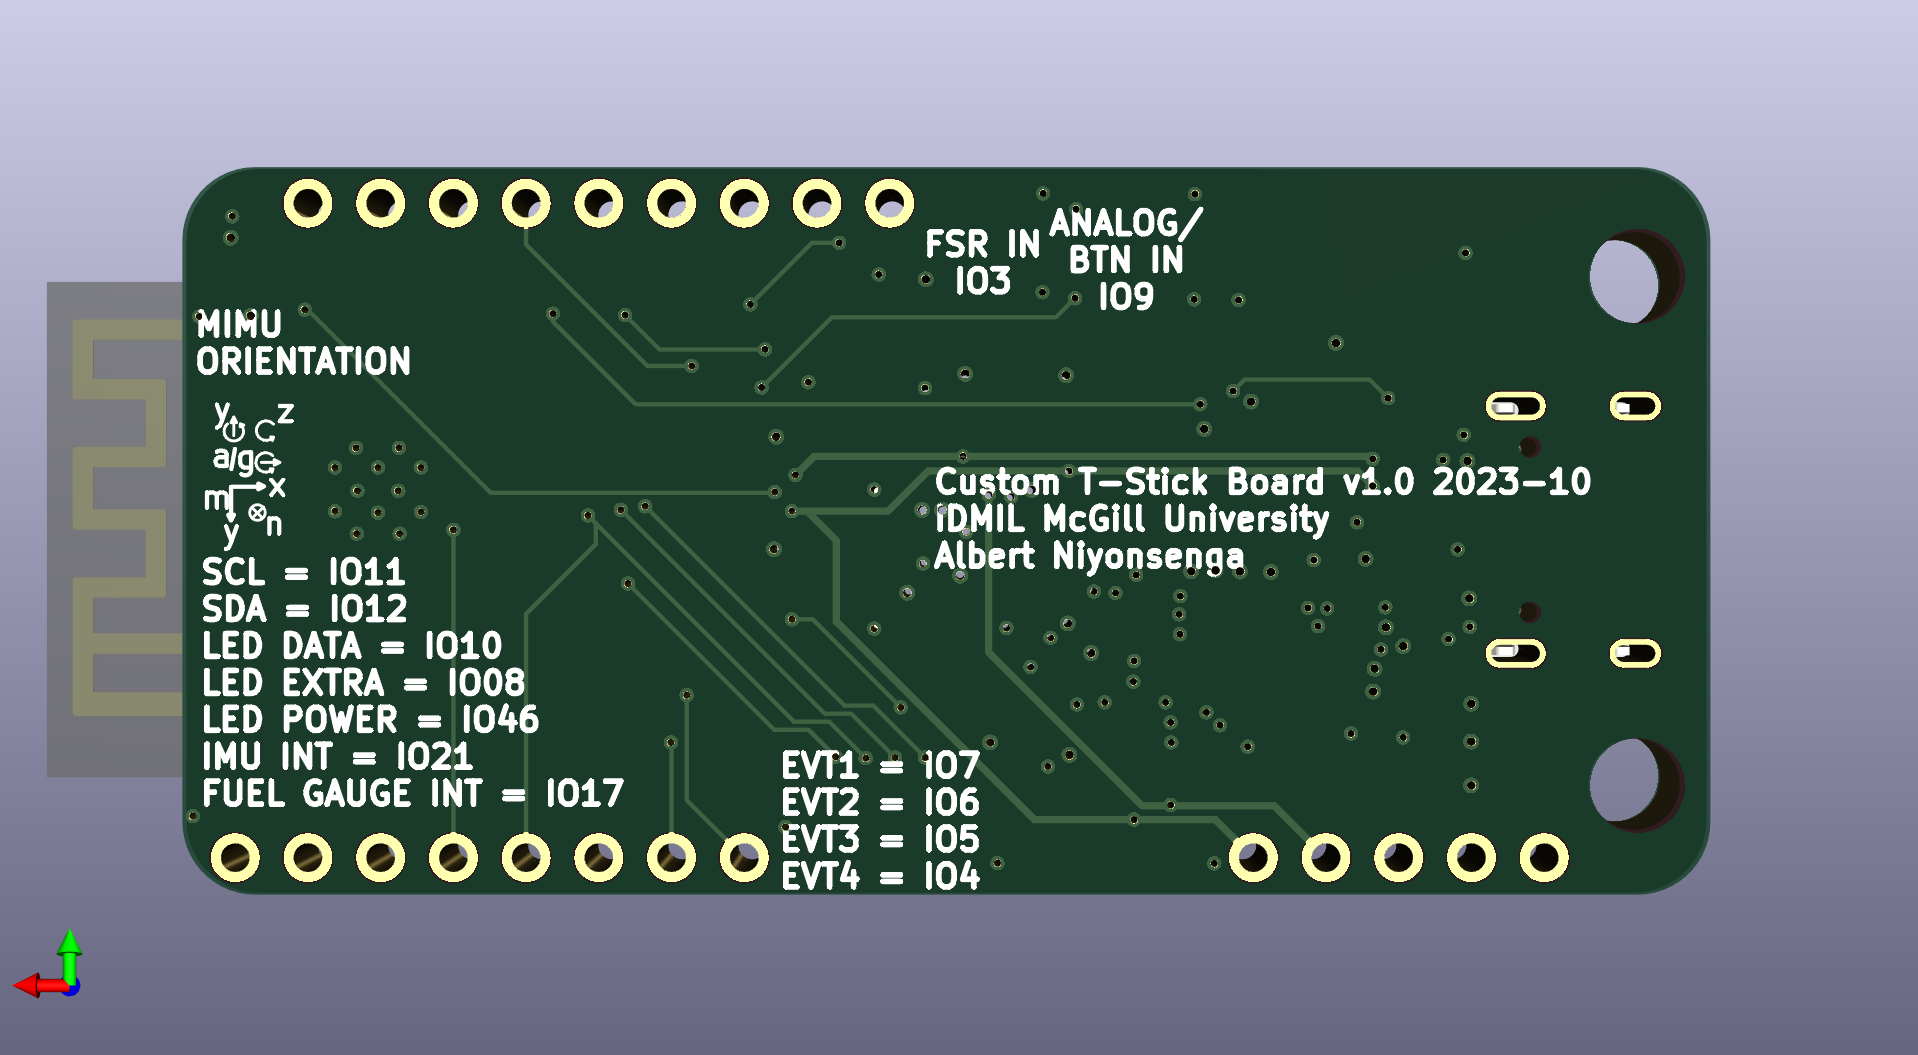 FSR IN
IO3
ANALOG/
BTN IN
IO9
MIMU
ORIENTATION
y z
a/g
m x
y n
Custom T-Stick Board v1.0 2023-10
IDMIL McGill University
Albert Niyonsenga
SCL = IO11
SDA = IO12
LED DATA = IO10
LED EXTRA = IO08
LED POWER = IO46
IMU INT = IO21
FUEL GAUGE INT = IO17
EVT1 = IO7
EVT2 = IO6
EVT3 = IO5
EVT4 = IO4